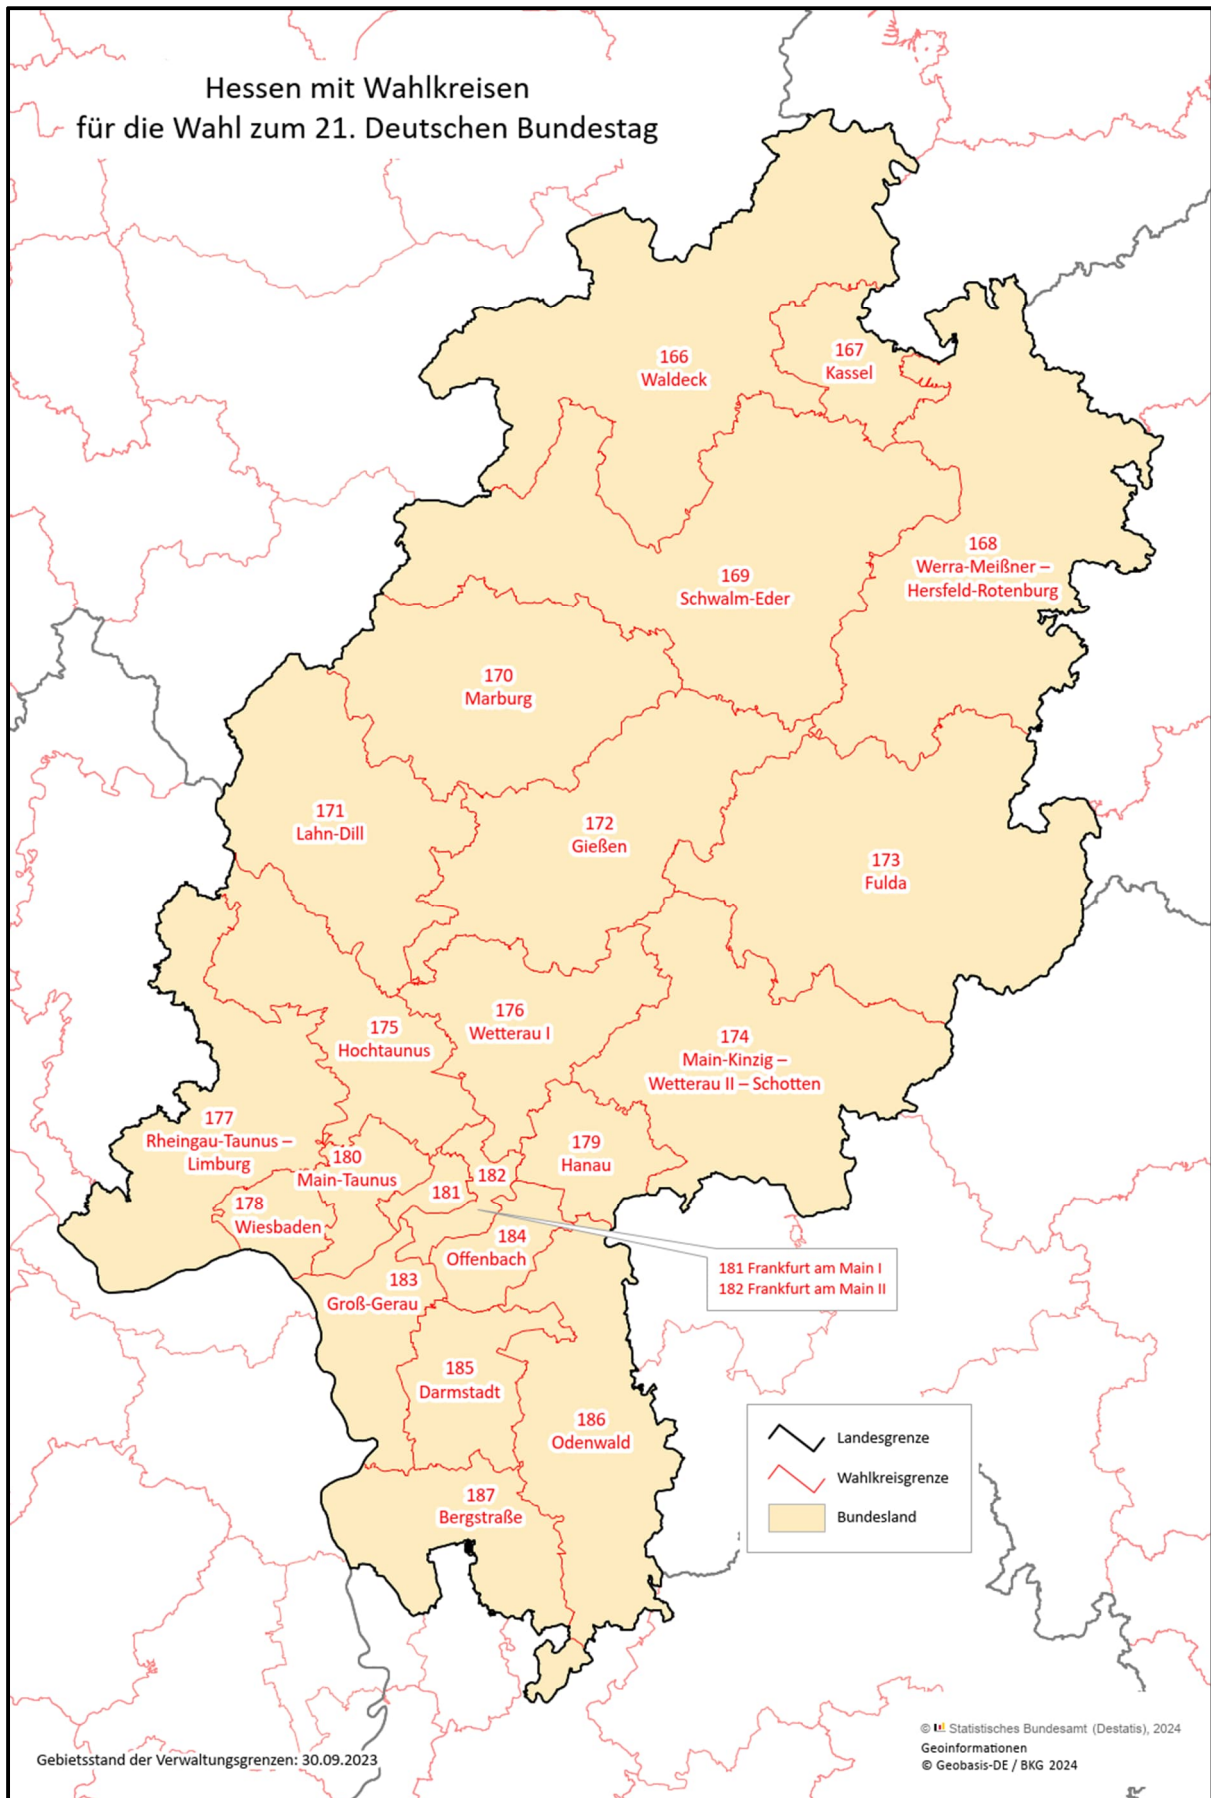 Hessen mit Wahlkreisen
für die Wahl zum 21. Deutschen Bundestag
166
Waldeck
167
Kassel
168
Werra-Meißner –
Hersfeld-Rotenburg
169
Schwalm-Eder
170
Marburg
171
Lahn-Dill
172
Gießen
173
Fulda
174
Main-Kinzig –
Wetterau II – Schotten
175
Hochtaunus
176
Wetterau I
177
Rheingau-Taunus –
Limburg
178
Wiesbaden
179
Hanau
180
Main-Taunus
181
182
183
Groß-Gerau
184
Offenbach
181 Frankfurt am Main I
182 Frankfurt am Main II
185
Darmstadt
186
Odenwald
187
Bergstraße
Landesgrenze
Wahlkreisgrenze
Bundesland
Gebietsstand der Verwaltungsgrenzen: 30.09.2023
© Statistisches Bundesamt (Destatis), 2024
Geoinformationen
© Geobasis-DE / BKG 2024